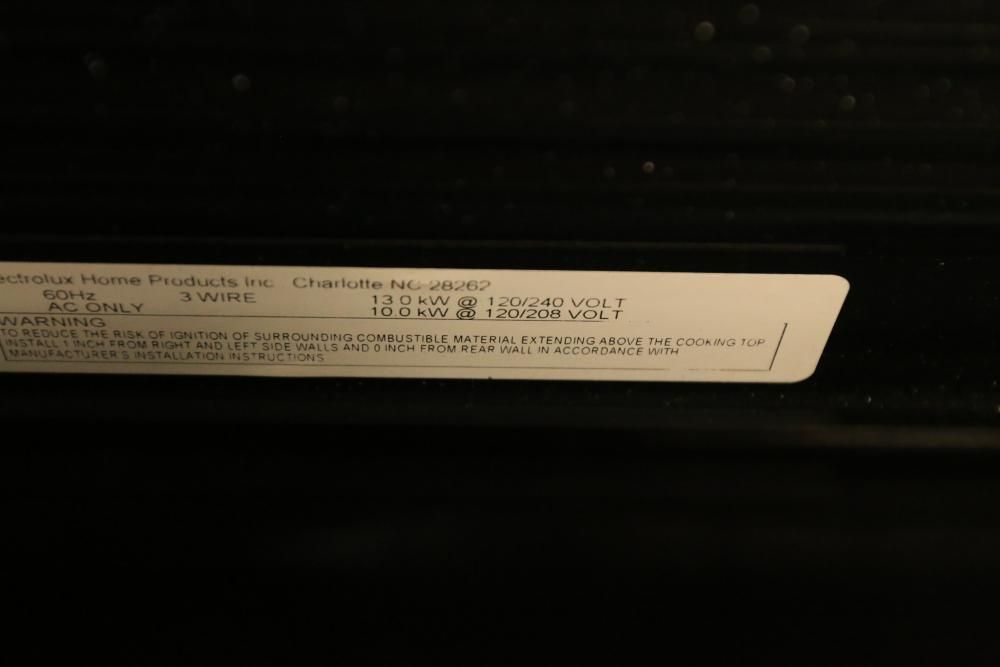 ectrolux Home Products Inc Charlotte NC 28262
60Hz 3 WIRE 13.0 kW @ 120/240 VOLT
AC ONLY 10.0 kW @ 120/208 VOLT
WARNING
TO REDUCE THE RISK OF IGNITION OF SURROUNDING COMBUSTIBLE MATERIAL EXTENDING ABOVE THE COOKING TOP
INSTALL 1 INCH FROM RIGHT AND LEFT SIDE WALLS AND 0 INCH FROM REAR WALL IN ACCORDANCE WITH
MANUFACTURER'S INSTALLATION INSTRUCTIONS